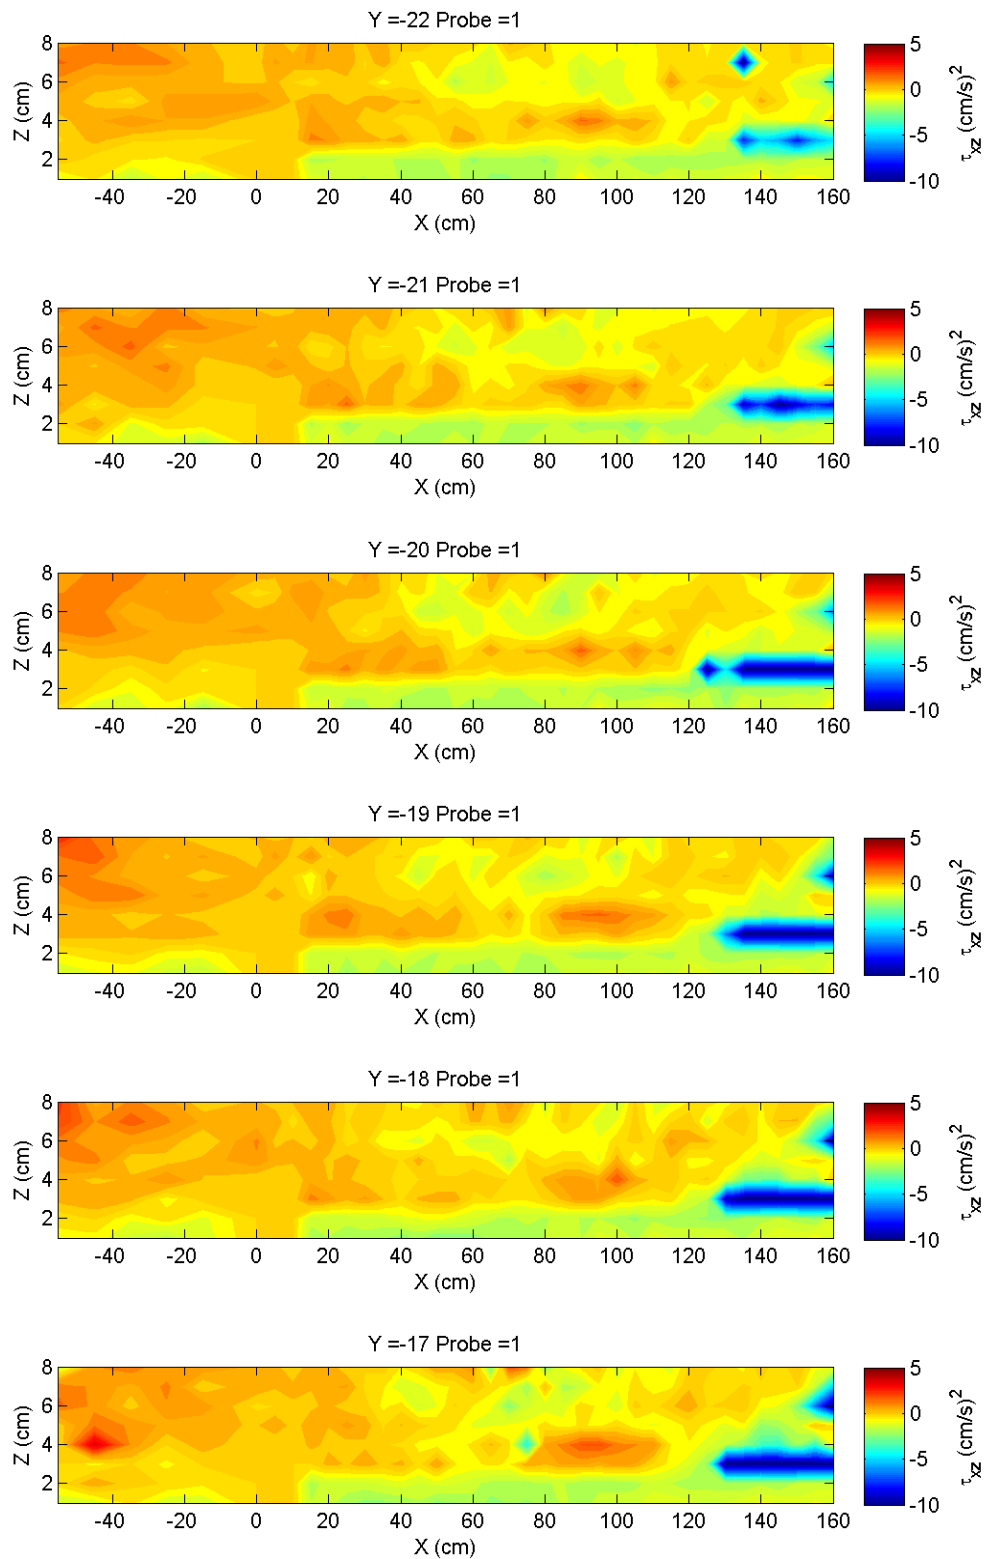 Y =-22 Probe =1
8
6
4
2
Z (cm)
-40 -20 0 20 40 60 80 100 120 140 160
X (cm)
5
0
-5
-10
τxz (cm/s)2
Y =-21 Probe =1
8
6
4
2
Z (cm)
-40 -20 0 20 40 60 80 100 120 140 160
X (cm)
5
0
-5
-10
τxz (cm/s)2
Y =-20 Probe =1
8
6
4
2
Z (cm)
-40 -20 0 20 40 60 80 100 120 140 160
X (cm)
5
0
-5
-10
τxz (cm/s)2
Y =-19 Probe =1
8
6
4
2
Z (cm)
-40 -20 0 20 40 60 80 100 120 140 160
X (cm)
5
0
-5
-10
τxz (cm/s)2
Y =-18 Probe =1
8
6
4
2
Z (cm)
-40 -20 0 20 40 60 80 100 120 140 160
X (cm)
5
0
-5
-10
τxz (cm/s)2
Y =-17 Probe =1
8
6
4
2
Z (cm)
-40 -20 0 20 40 60 80 100 120 140 160
X (cm)
5
0
-5
-10
τxz (cm/s)2